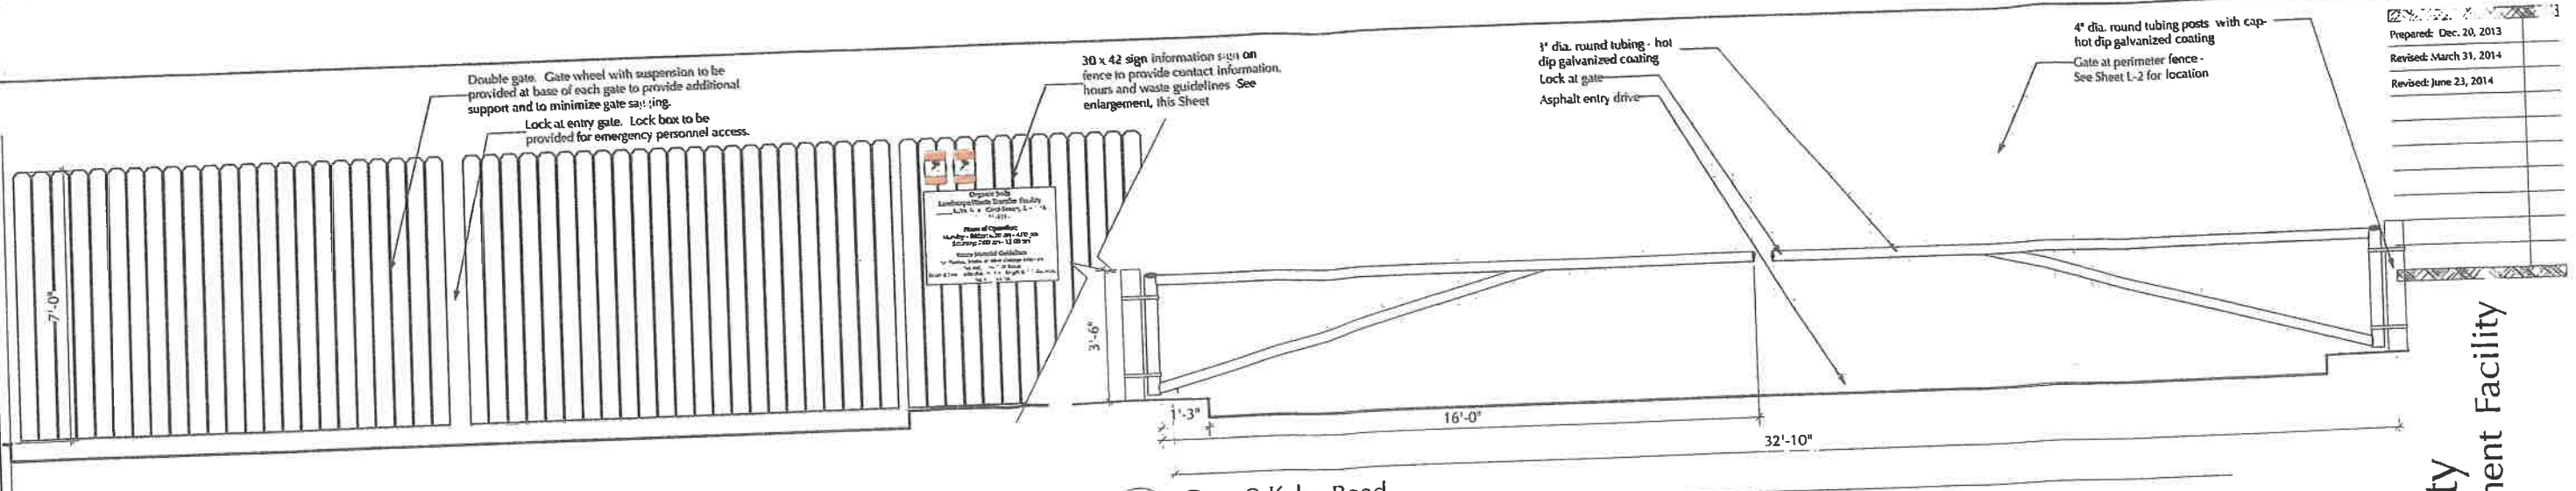 Double gate. Gate wheel with suspension to be
provided at base of each gate to provide additional
support and to minimize gate
Lock at entry gate. Lock box to be
provided for emergency personnel access.
30 x 42 sign information sign on
fence to provide contact information,
hours and waste guidelines -See
enlargement, this Sheet
3" dia. round tubing - hot
dip galvanized coating
Lock at gate
Asphalt entry drive
4" dia. round tubing posts with cap-
hot dip galvanized coating
Gate at perimeter fence -
See Sheet L-2 for location
Prepared: Dec. 20, 2013
Revised: March 31, 2014
Revised: June 23, 2014
7'-0"
Organic
Landscape Waste Transfer Facility
Hours of Operation:
3'-6"
1'-3"
16'-0"
32'-10"
Road
ty
ent Facility